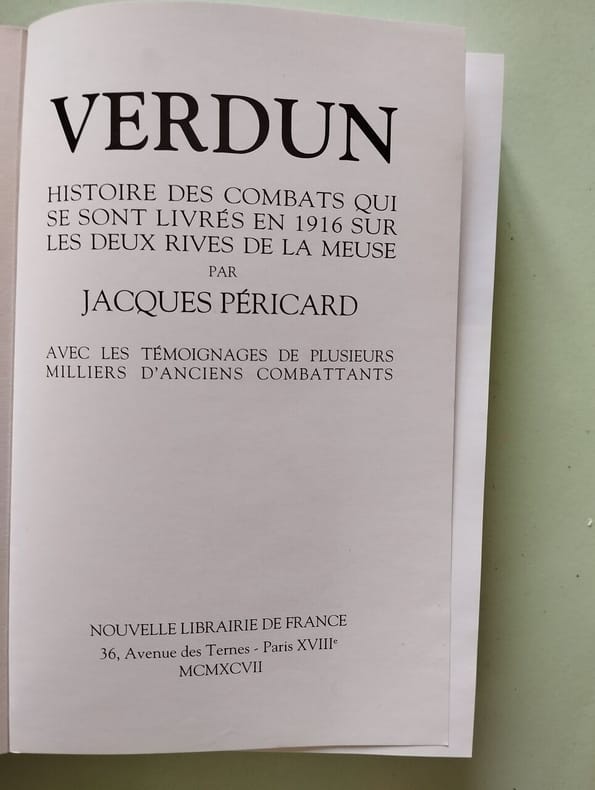 VERDUN
HISTOIRE DES COMBATS QUI
SE SONT LIVRÉS EN 1916 SUR
LES DEUX RIVES DE LA MEUSE
PAR
JACQUES PÉRICARD
AVEC LES TÉMOIGNAGES DE PLUSIEURS
MILLIERS D'ANCIENS COMBATTANTS
NOUVELLE LIBRAIRIE DE FRANCE
36, Avenue des Ternes - Paris XVIIIe
MCMXCVII